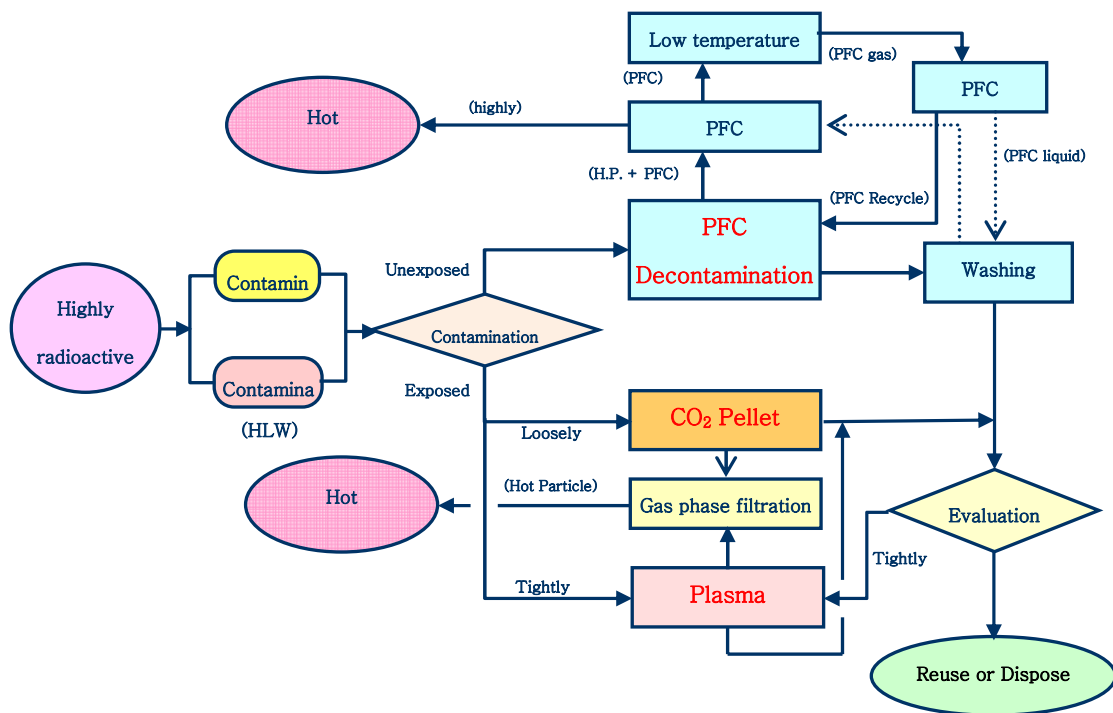 Low temperature
(PFC gas)
(PFC)
PFC
Hot
(highly)
PFC
(PFC liquid)
(H.P. + PFC)
(PFC Recycle)
PFC
Decontamination
Unexposed
Washing
Contamin
Highly
radioactive
Contamination
Contamina
Exposed
(HLW)
Loosely
CO₂ Pellet
Hot
(Hot Particle)
Gas phase filtration
Evaluation
Tightly
Tightly
Plasma
Reuse or Dispose